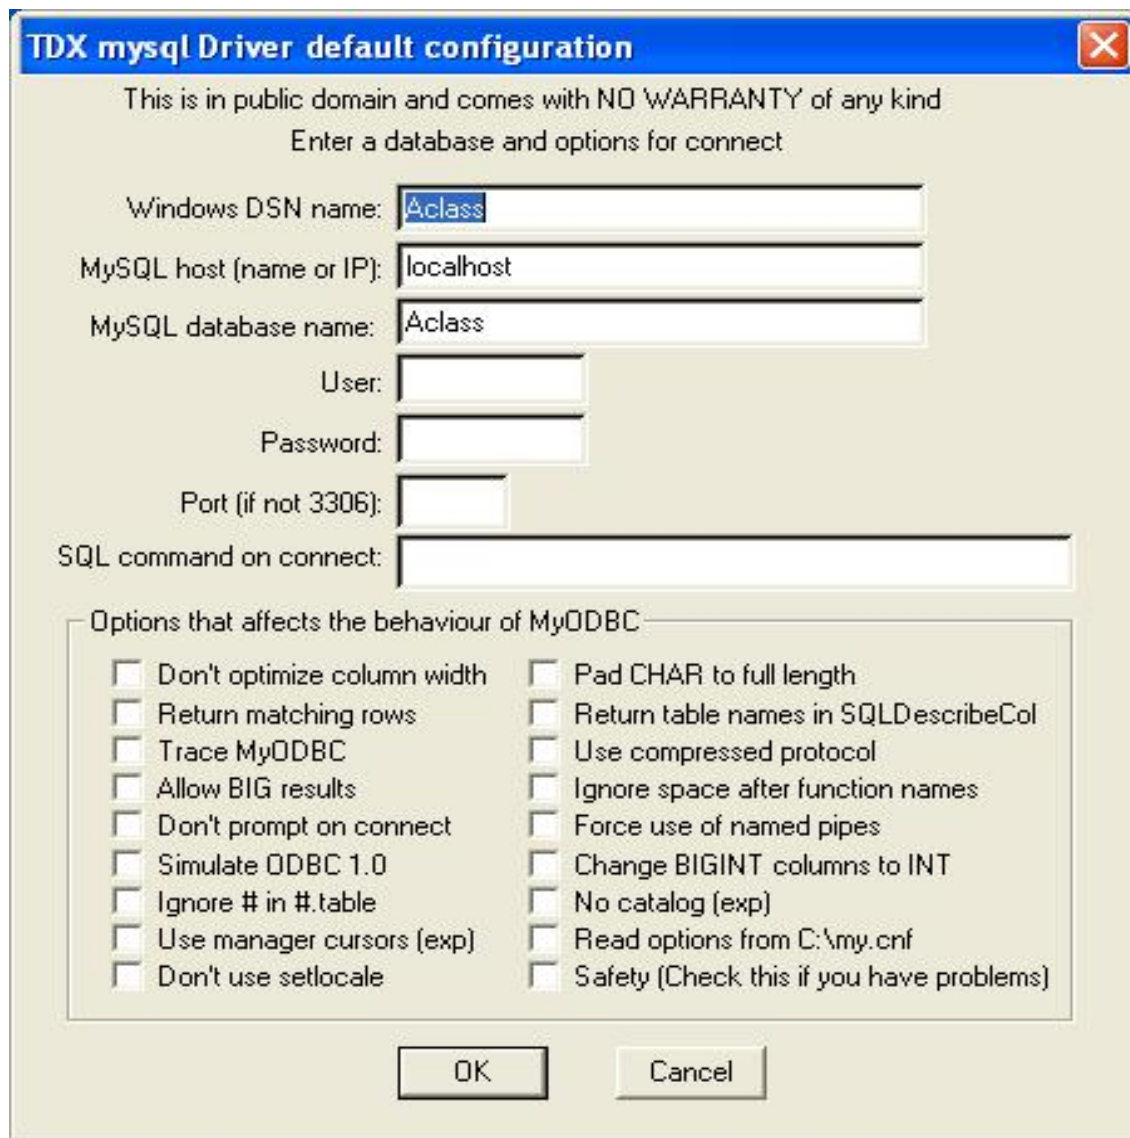 TDX mysql Driver default configuration
This is in public domain and comes with NO WARRANTY of any kind
Enter a database and options for connect
Windows DSN name: Aclass
MySQL host (name or IP): localhost
MySQL database name: Aclass
User:
Password:
Port (if not 3306):
SQL command on connect:
Options that affects the behaviour of MyODBC
Don't optimize column width
Return matching rows
Trace MyODBC
Allow BIG results
Don't prompt on connect
Simulate ODBC 1.0
Ignore # in #.table
Use manager cursors (exp)
Don't use setlocale
Pad CHAR to full length
Return table names in SQLDescribeCol
Use compressed protocol
Ignore space after function names
Force use of named pipes
Change BIGINT columns to INT
No catalog (exp)
Read options from C:\my.cnf
Safety (Check this if you have problems)
OK
Cancel